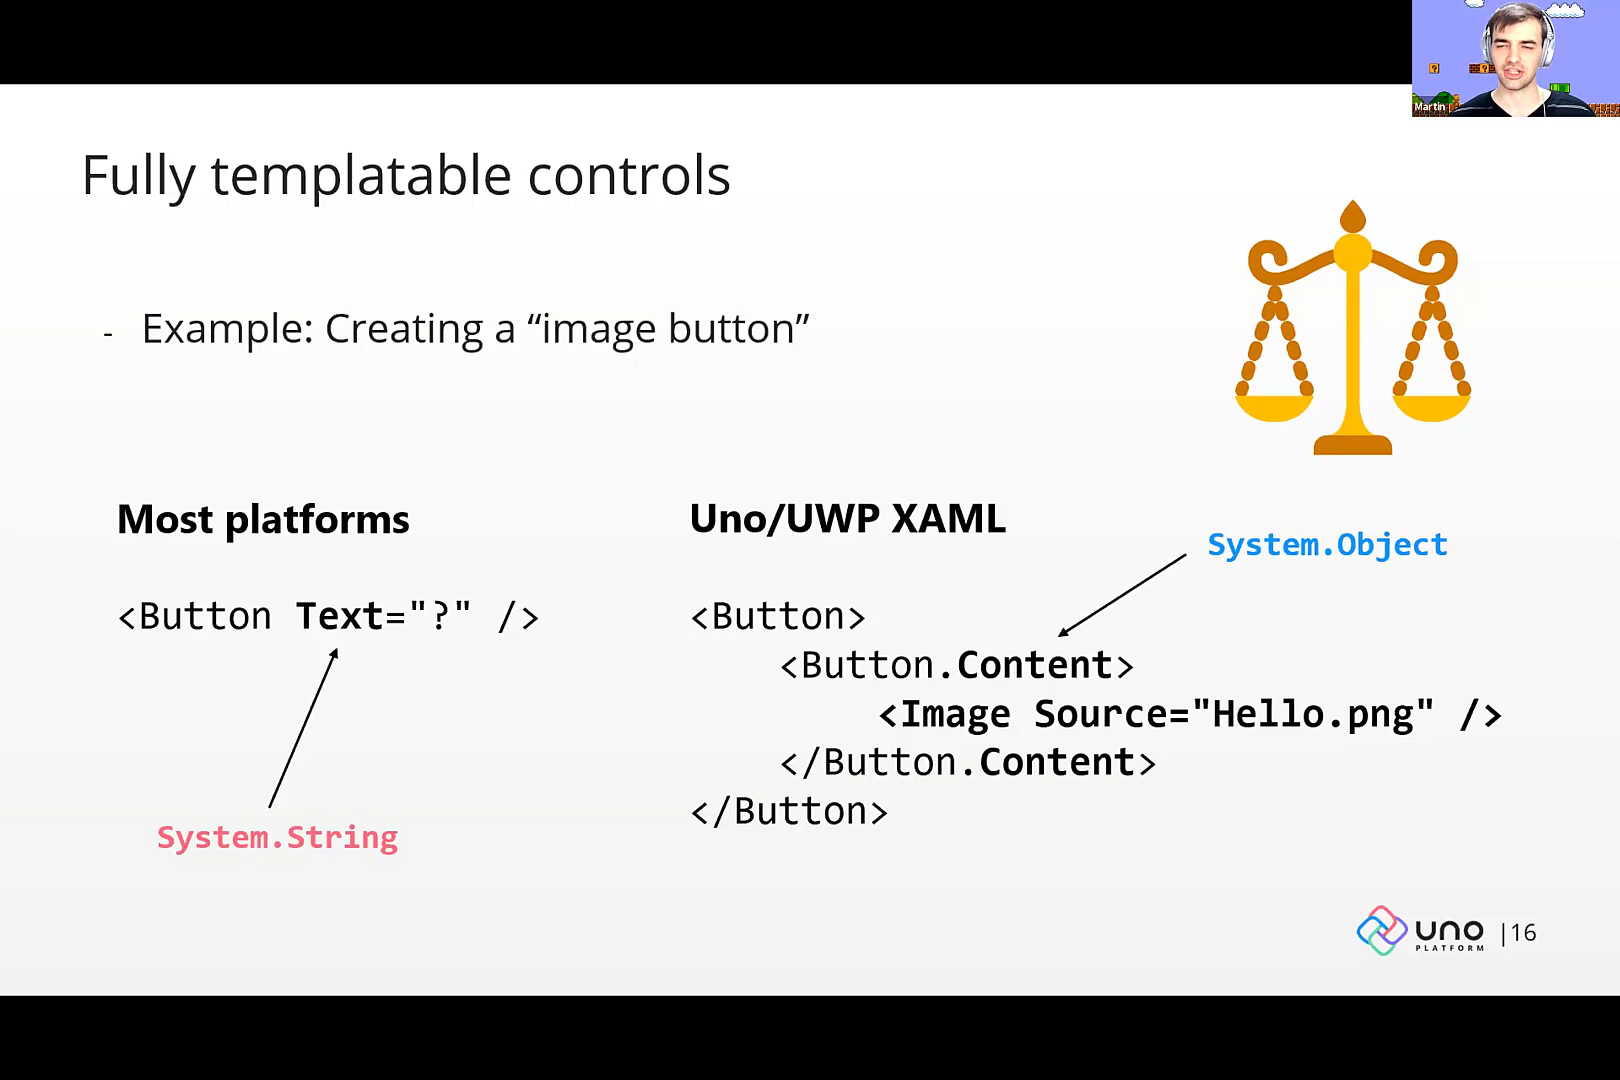 Martin
Fully templatable controls
- Example: Creating a “image button”
Most platforms
<Button Text="?" />
System.String
Uno/UWP XAML
System.Object
<Button>
<Button.Content>
<Image Source="Hello.png" />
</Button.Content>
</Button>
uno
PLATFORM
|16